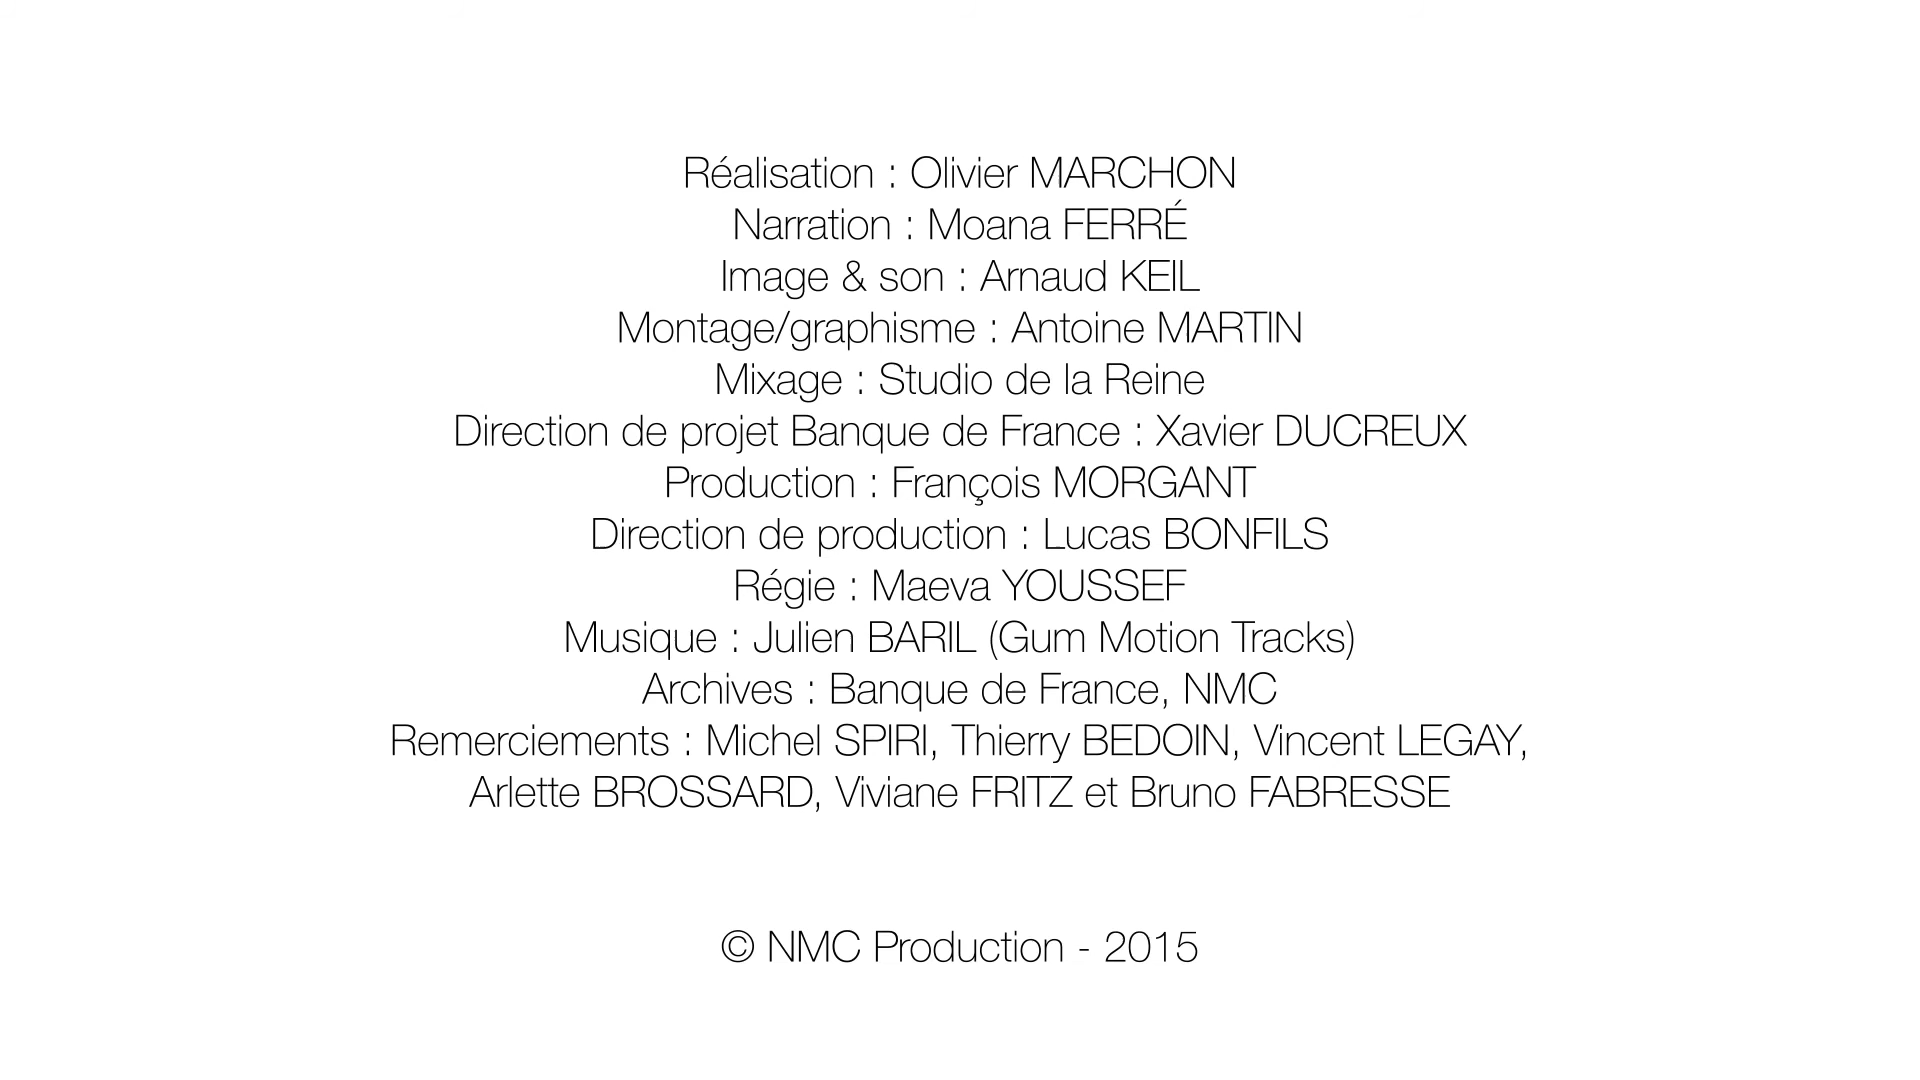 Réalisation : Olivier MARCHON
Narration : Moana FERRÉ
Image & son : Arnaud KEIL
Montage/graphisme : Antoine MARTIN
Mixage : Studio de la Reine
Direction de projet Banque de France : Xavier DUCREUX
Production : François MORGANT
Direction de production : Lucas BONFILS
Régie : Maeva YOUSSEF
Musique : Julien BARIL (Gum Motion Tracks)
Archives : Banque de France, NMC
Remerciements : Michel SPIRI, Thierry BEDOIN, Vincent LEGAY,
Arlette BROSSARD, Viviane FRITZ et Bruno FABRESSE
© NMC Production - 2015